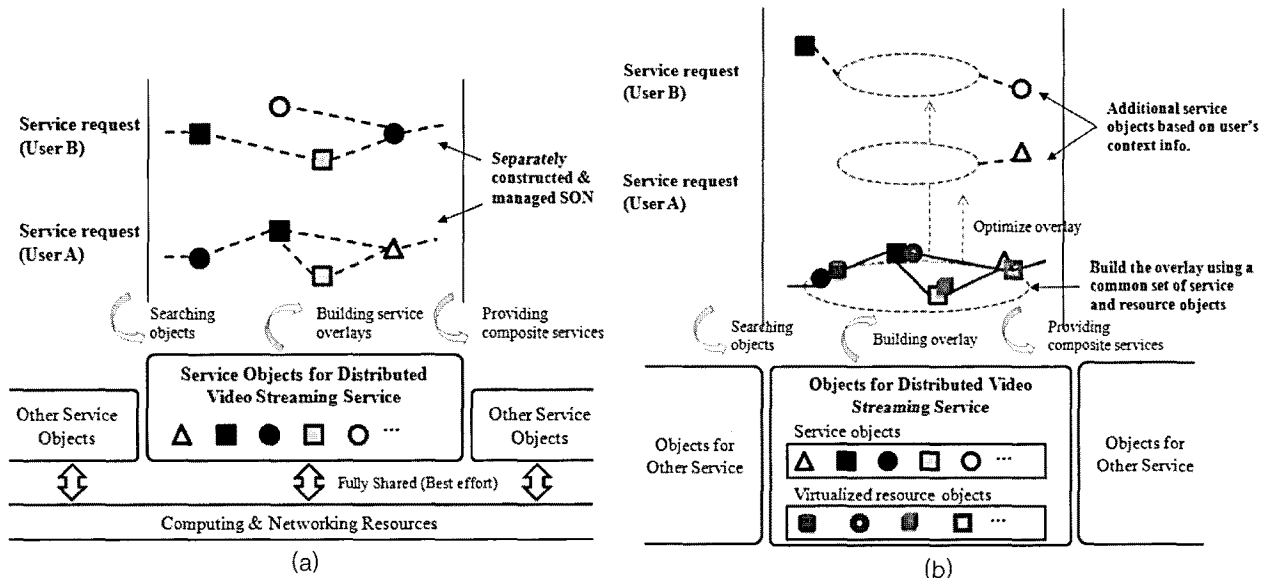 Service request
(User B)
Service request
(User A)
Separately
constructed &
managed SON
Searching
objects
Building service
overlays
Providing
composite services
Service Objects for Distributed
Video Streaming Service
...
Other Service
Objects
Other Service
Objects
Fully Shared (Best effort)
Computing & Networking Resources
(a)
Service request
(User B)
Service request
(User A)
Additional service
objects based on user's
context info.
Optimize overlay
Build the overlay using a
common set of service
and resource objects
Searching
objects
Building overlay
Providing
composite services
Objects for
Other Service
Objects for Distributed Video
Streaming Service
Service objects
...
Virtualized resource objects
...
Objects for
Other Service
(b)